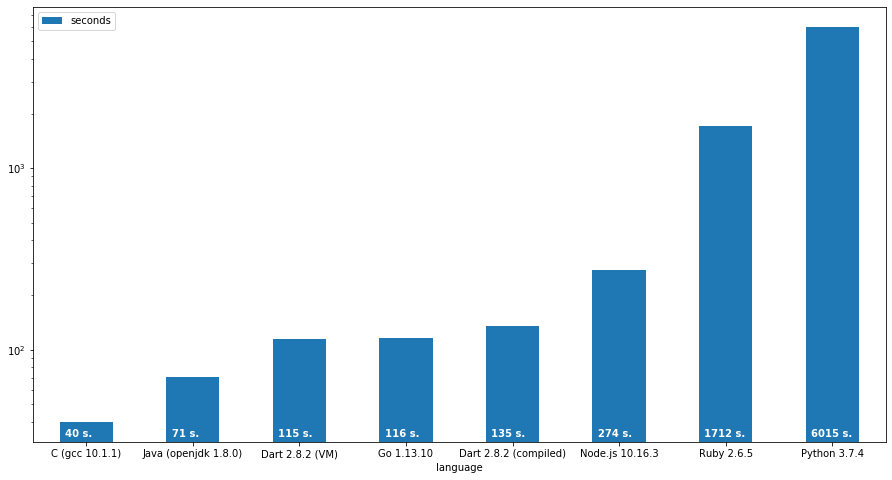 seconds
10³
10²
40 s.
71 s.
115 s.
116 s.
135 s.
274 s.
1712 s.
6015 s.
C (gcc 10.1.1)
Java (openjdk 1.8.0)
Dart 2.8.2 (VM)
Go 1.13.10
Dart 2.8.2 (compiled)
Node.js 10.16.3
Ruby 2.6.5
Python 3.7.4
language